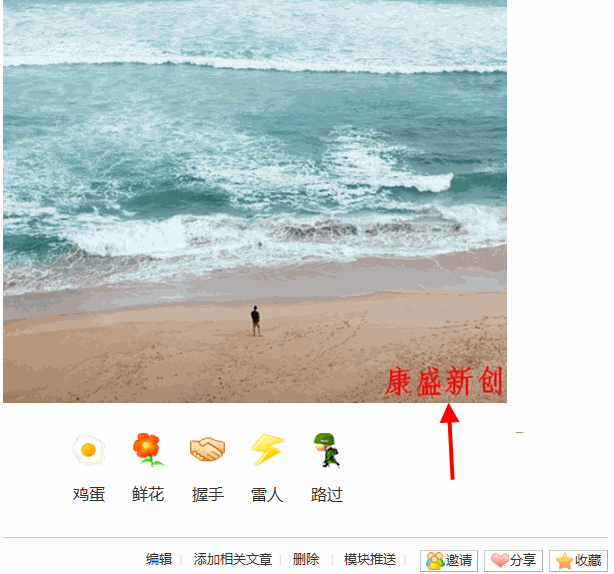 康盛新创
鸡蛋 鲜花 握手 雷人 路过
编辑 | 添加相关文章 | 删除 | 模块推送 | 邀请 分享 收藏